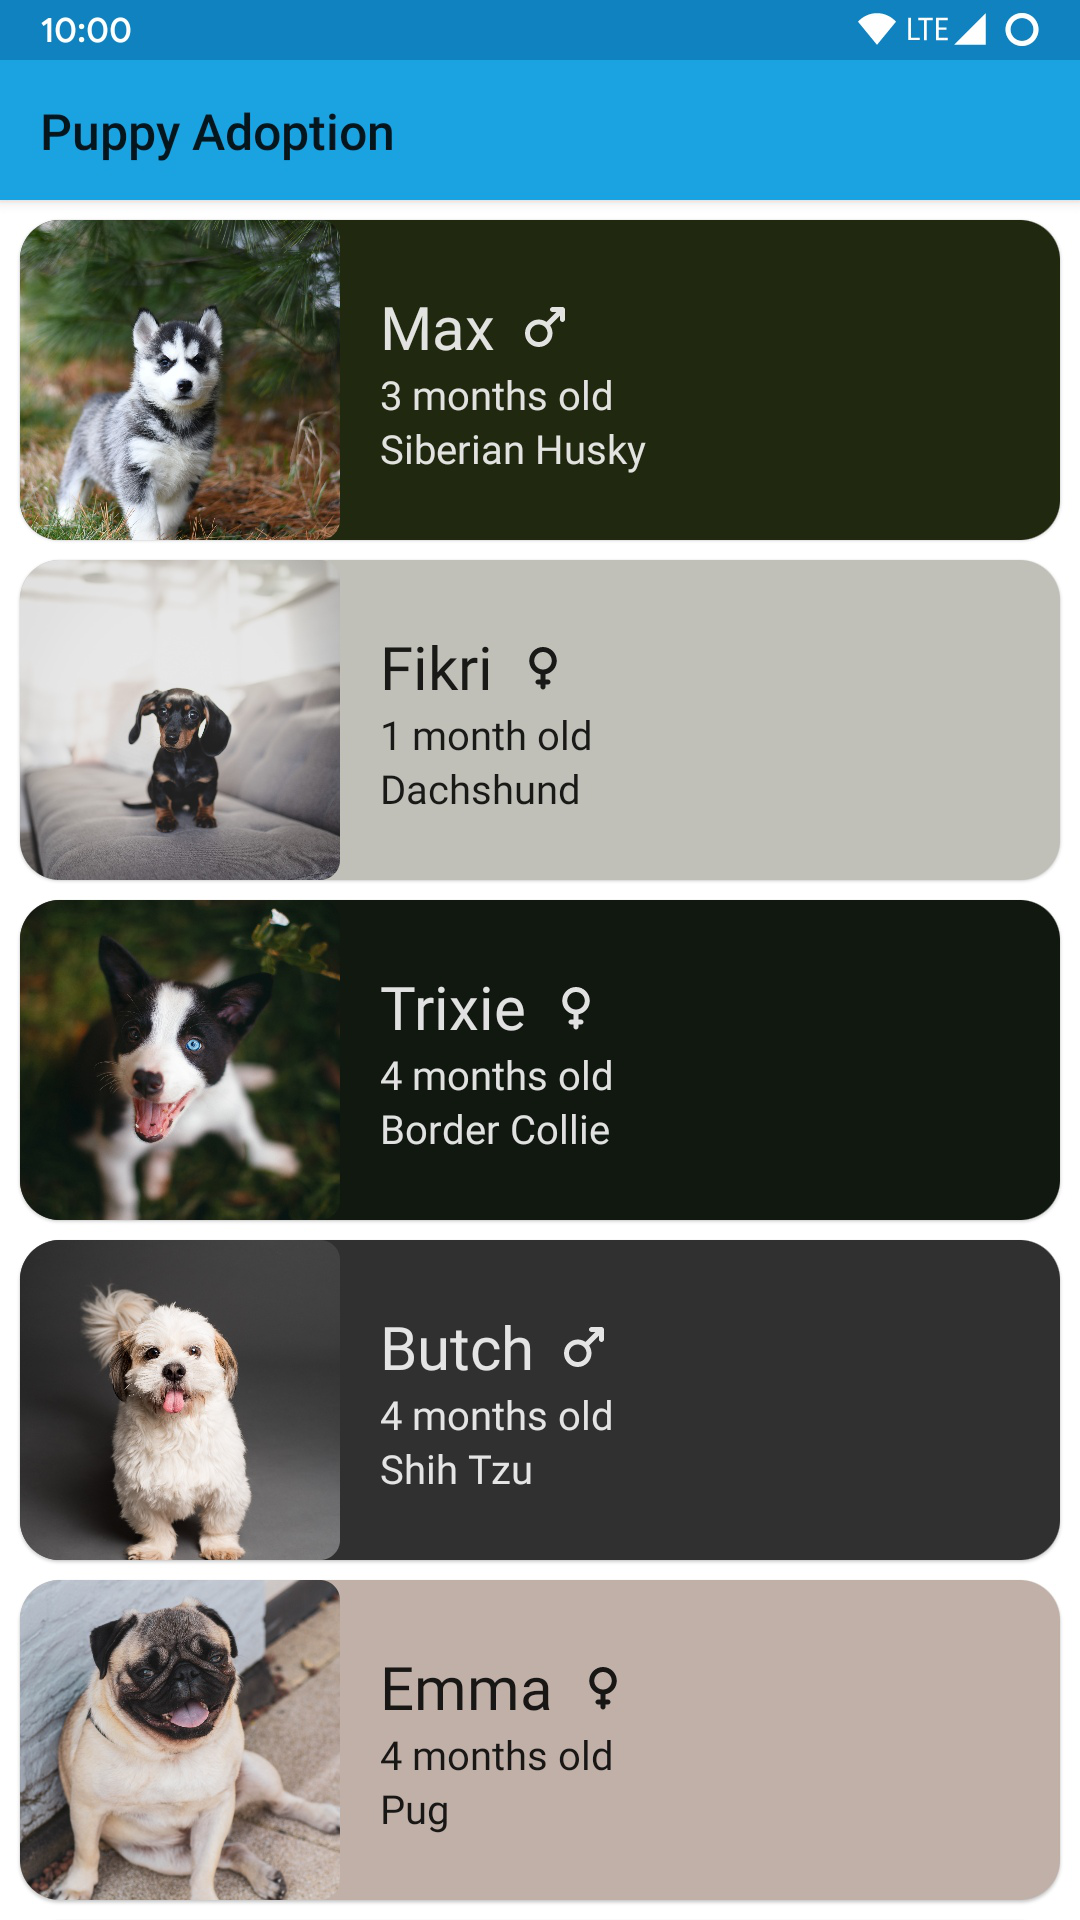 10:00 LTE
Puppy Adoption
Max ♂
3 months old
Siberian Husky
Fikri ♀
1 month old
Dachshund
Trixie ♀
4 months old
Border Collie
Butch ♂
4 months old
Shih Tzu
Emma ♀
4 months old
Pug